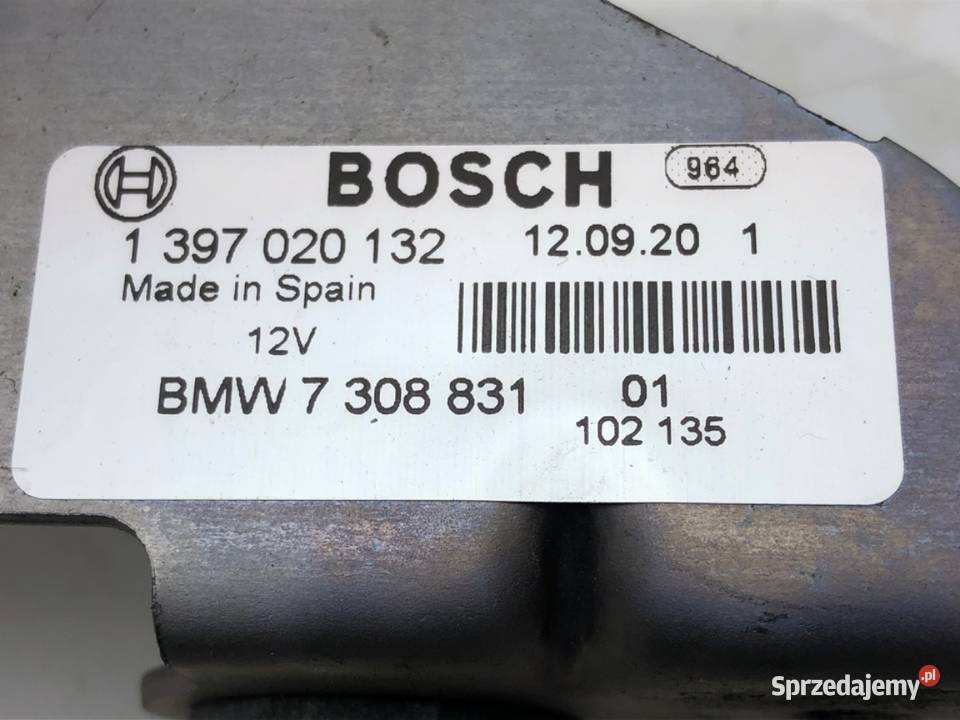 BOSCH 964
1 397 020 132 12.09.20 1
Made in Spain
12V
BMW 7 308 831 01
102 135
Sprzedajemy.pl